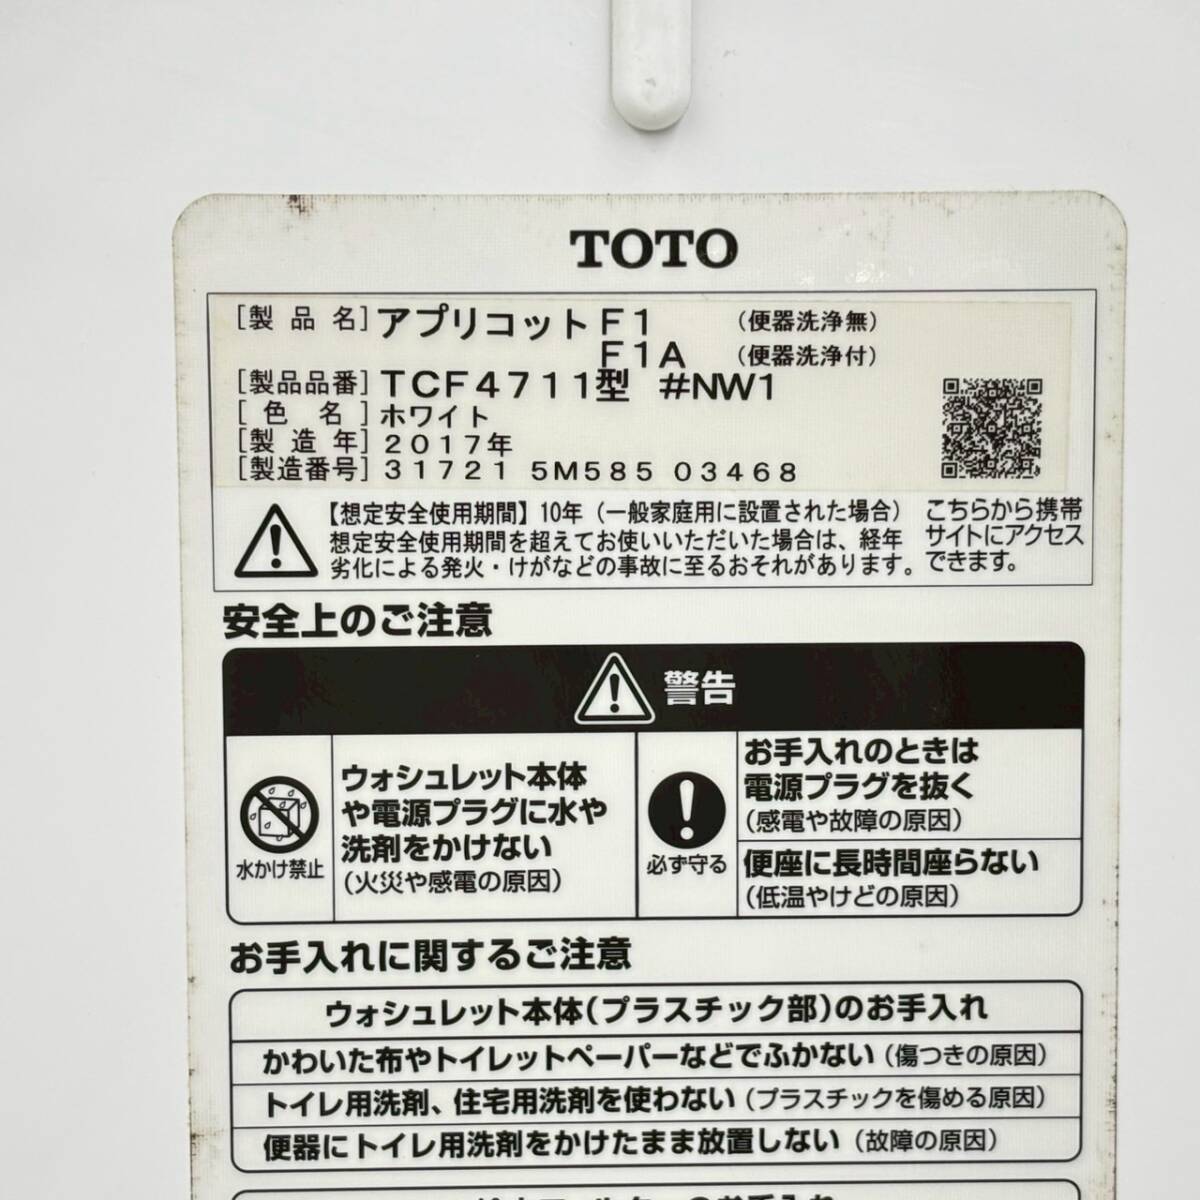 TOTO
[製品名] アプリコット F1 (便器洗浄無)
F1A (便器洗浄付)
[製品品番] TCF4711型 #NW1
[色名] ホワイト
[製造年] 2017年
[製造番号] 31721 5M585 03468
【想定安全使用期間】10年（一般家庭用に設置された場合）
想定安全使用期間を超えてお使いいただいた場合は、経年
劣化による発火・けがなどの事故に至るおそれがあります。
こちらから携帯
サイトにアクセス
できます。
安全上のご注意
警告
水かけ禁止
ウォシュレット本体
や電源プラグに水や
洗剤をかけない
(火災や感電の原因)
必ず守る
お手入れのときは
電源プラグを抜く
(感電や故障の原因)
便座に長時間座らない
(低温やけどの原因)
お手入れに関するご注意
ウォシュレット本体(プラスチック部)のお手入れ
かわいた布やトイレットペーパーなどでふかない (傷つきの原因)
トイレ用洗剤、住宅用洗剤を使わない (プラスチックを傷める原因)
便器にトイレ用洗剤をかけたまま放置しない (故障の原因)
のお手入れ